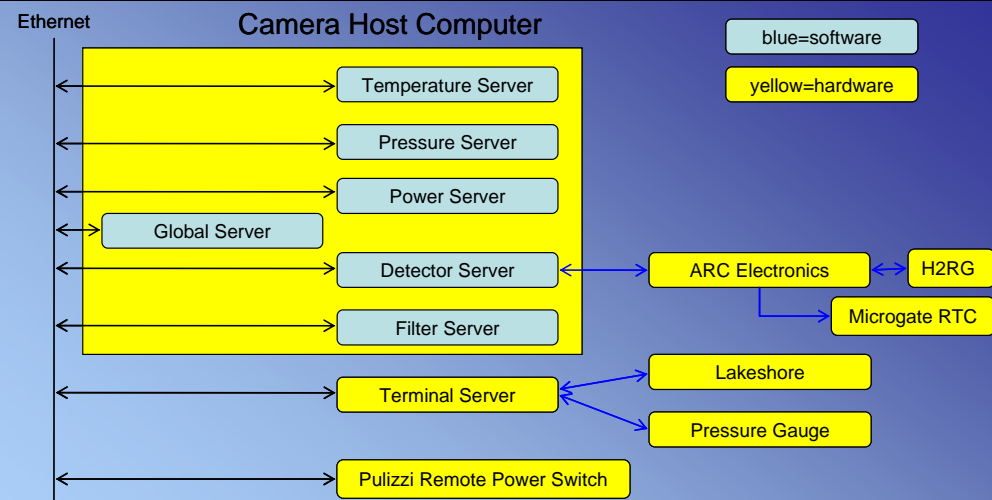 Ethernet
Camera Host Computer
blue=software
yellow=hardware
Temperature Server
Pressure Server
Power Server
Global Server
Detector Server
ARC Electronics
H2RG
Microgate RTC
Filter Server
Lakeshore
Terminal Server
Pressure Gauge
Pulizzi Remote Power Switch